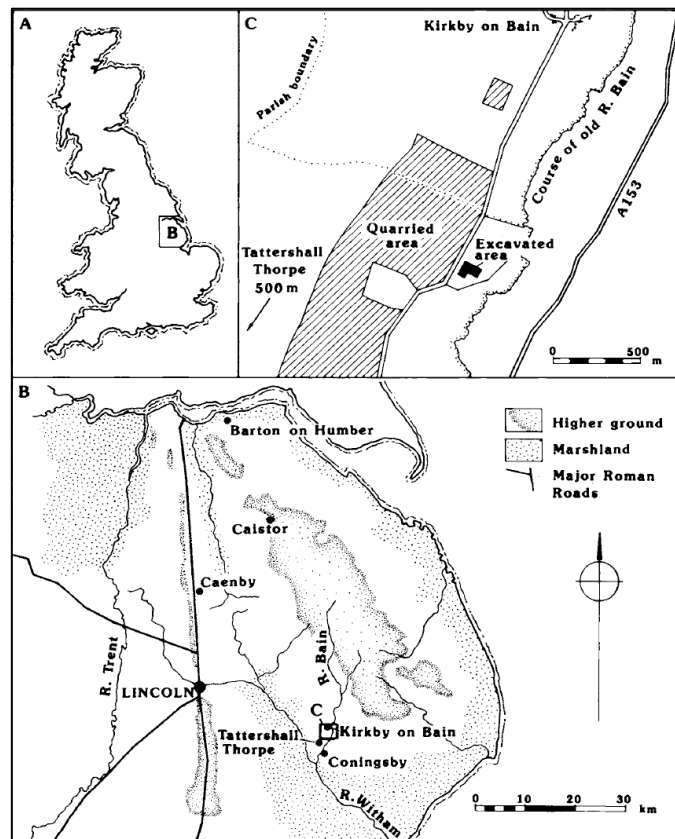 A
B
C
Kirkby on Bain
Parish boundary
Course of old R. Bain
A153
Quarried
area
Excavated
area
Tattershall
Thorpe
500 m
0 500 m
B
Barton on Humber
Higher ground
Marshland
Major Roman
Roads
Caistor
Caenby
R. Trent
R. Bain
LINCOLN
C
Kirkby on Bain
Tattershall
Thorpe
Coningsby
R. Witham
0 10 20 30
km